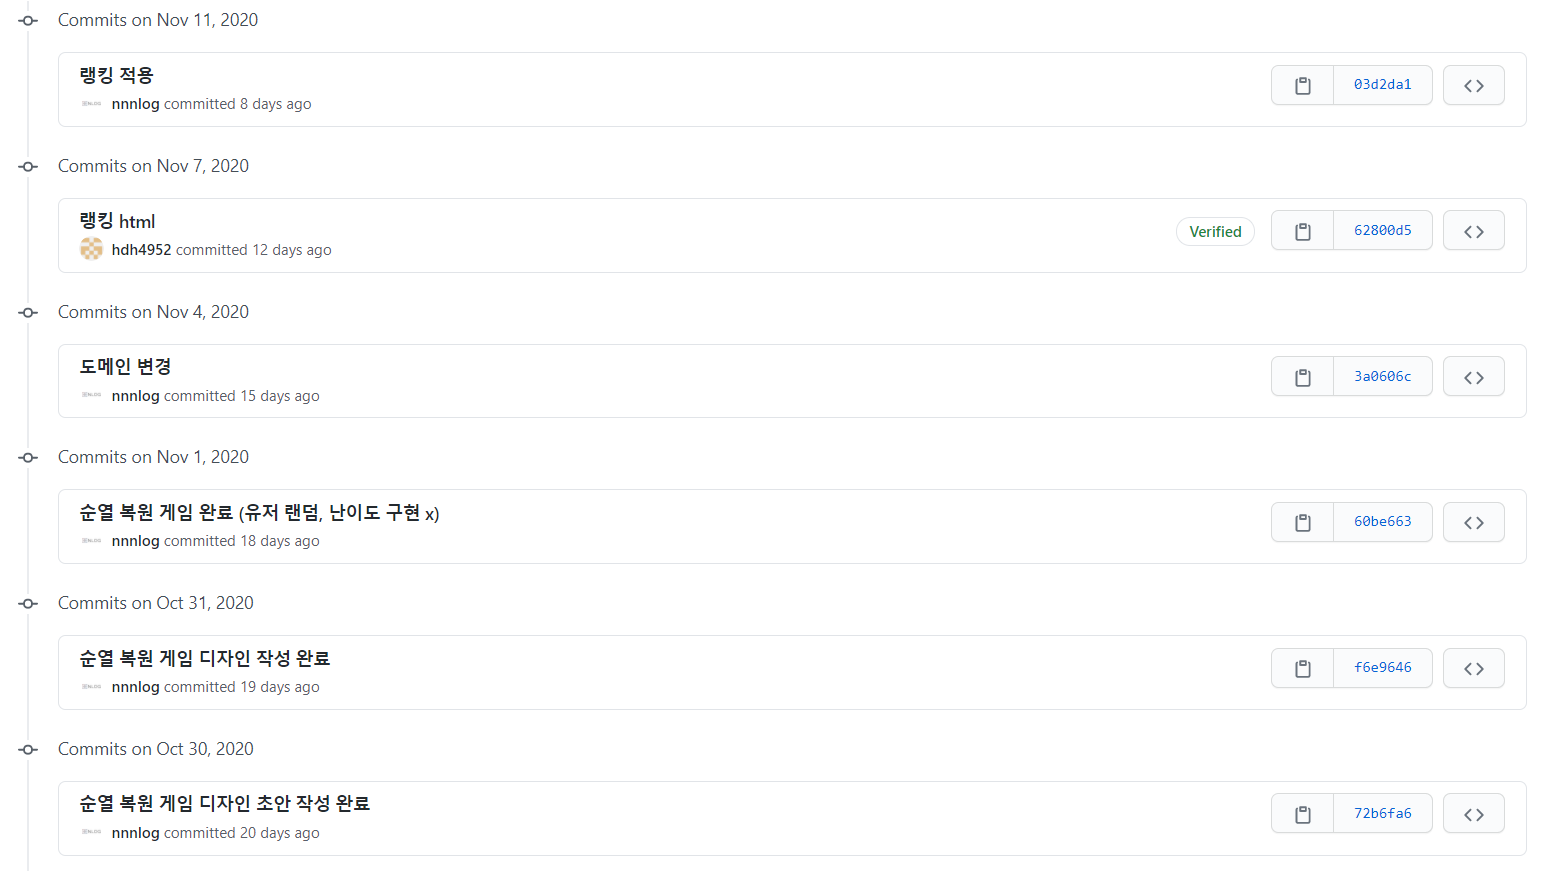 Commits on Nov 11, 2020
랭킹 적용
nnnlog committed 8 days ago
03d2da1
Commits on Nov 7, 2020
랭킹 html
hdh4952 committed 12 days ago
Verified
62800d5
Commits on Nov 4, 2020
도메인 변경
nnnlog committed 15 days ago
3a0606c
Commits on Nov 1, 2020
순열 복원 게임 완료 (유저 랜덤, 난이도 구현 x)
nnnlog committed 18 days ago
60be663
Commits on Oct 31, 2020
순열 복원 게임 디자인 작성 완료
nnnlog committed 19 days ago
f6e9646
Commits on Oct 30, 2020
순열 복원 게임 디자인 초안 작성 완료
nnnlog committed 20 days ago
72b6fa6